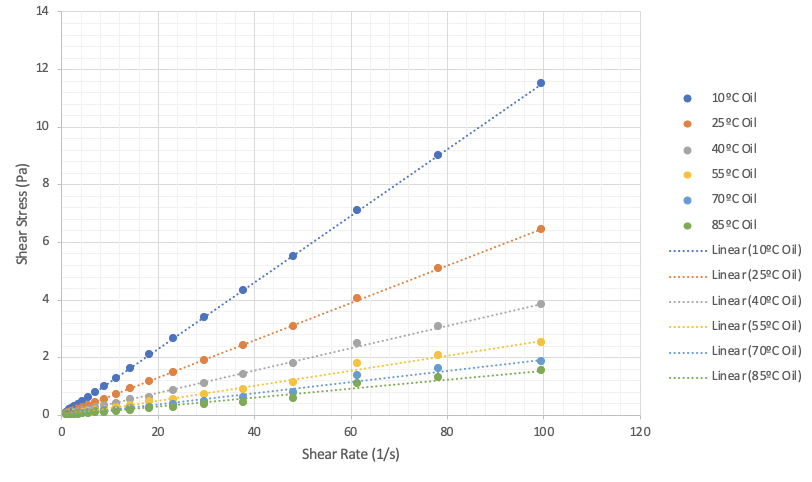 14
12
10
8
6
4
2
0
Shear Stress (Pa)
0 20 40 60 80 100 120
Shear Rate (1/s)
10ºC Oil
25ºC Oil
40ºC Oil
55ºC Oil
70ºC Oil
85ºC Oil
Linear (10ºC Oil)
Linear (25ºC Oil)
Linear (40ºC Oil)
Linear (55ºC Oil)
Linear (70ºC Oil)
Linear (85ºC Oil)